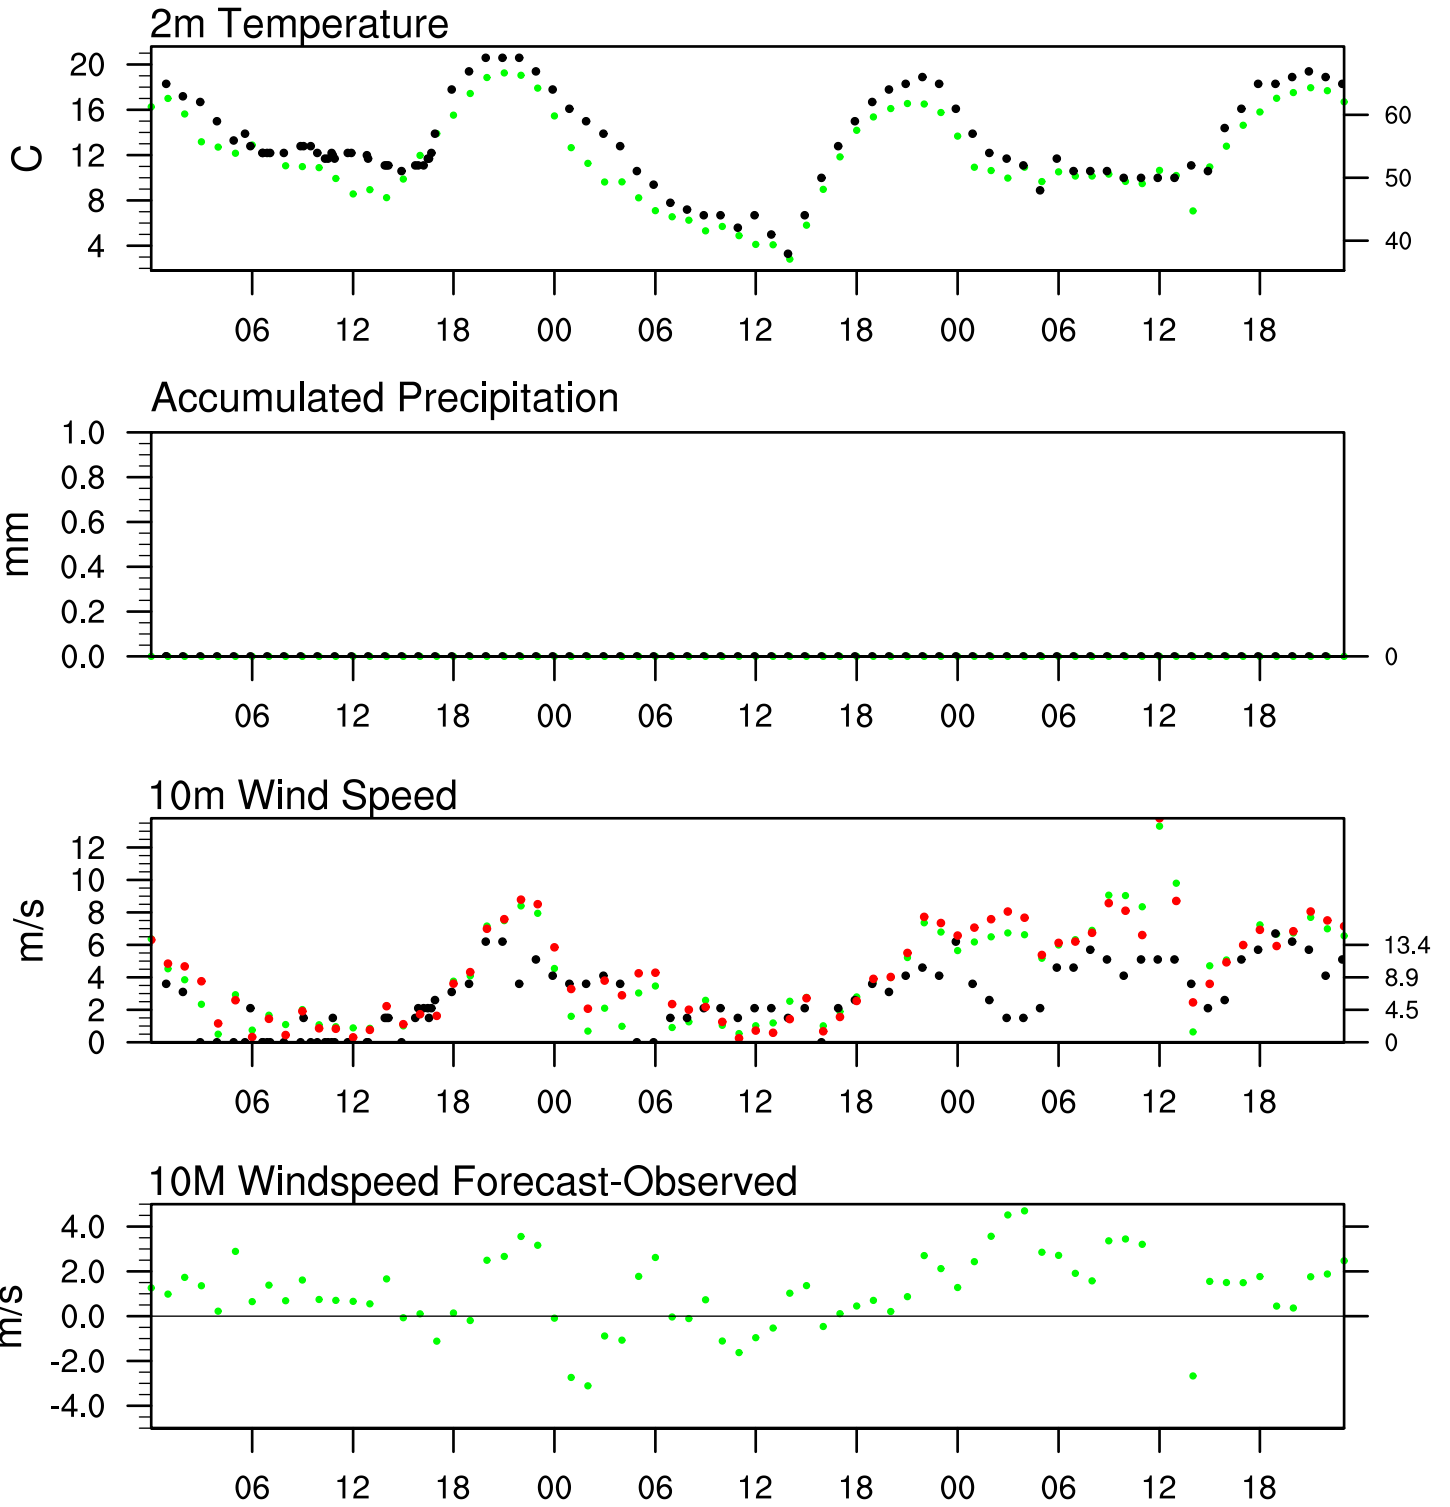 2m Temperature
20
16
12
8
4
C
60
50
40
06 12 18 00 06 12 18 00 06 12 18
Accumulated Precipitation
1.0
0.8
0.6
0.4
0.2
0.0
mm
0
06 12 18 00 06 12 18 00 06 12 18
10m Wind Speed
12
10
8
6
4
2
0
m/s
13.4
8.9
4.5
0
06 12 18 00 06 12 18 00 06 12 18
10M Windspeed Forecast-Observed
4.0
2.0
0.0
-2.0
-4.0
m/s
06 12 18 00 06 12 18 00 06 12 18